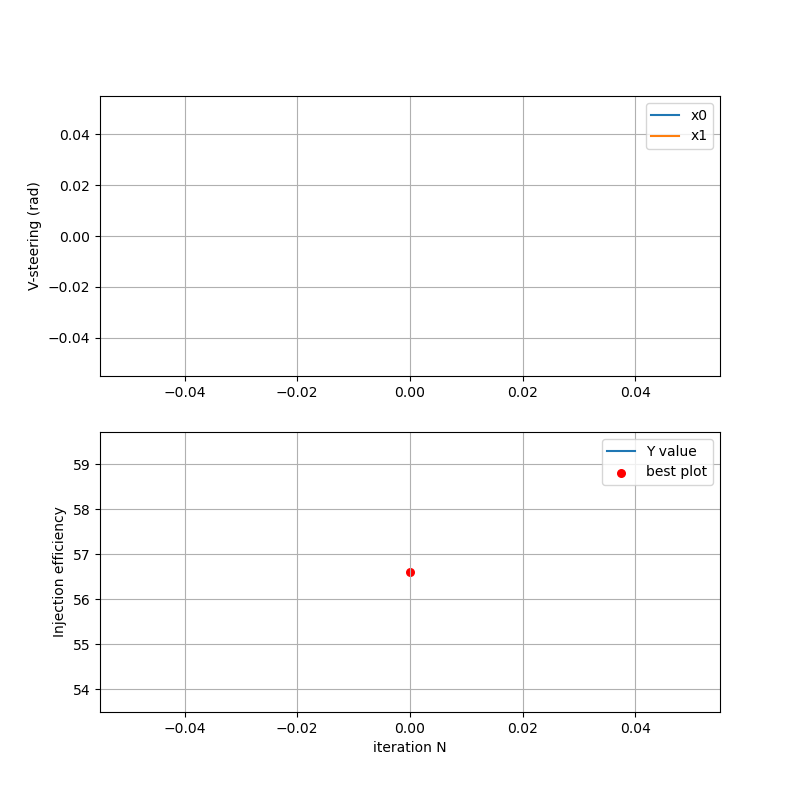 x0
x1
0.04
0.02
0.00
−0.02
−0.04
V-steering (rad)
−0.04 −0.02 0.00 0.02 0.04
Y value
best plot
59
58
57
56
55
54
Injection efficiency
−0.04 −0.02 0.00 0.02 0.04
iteration N